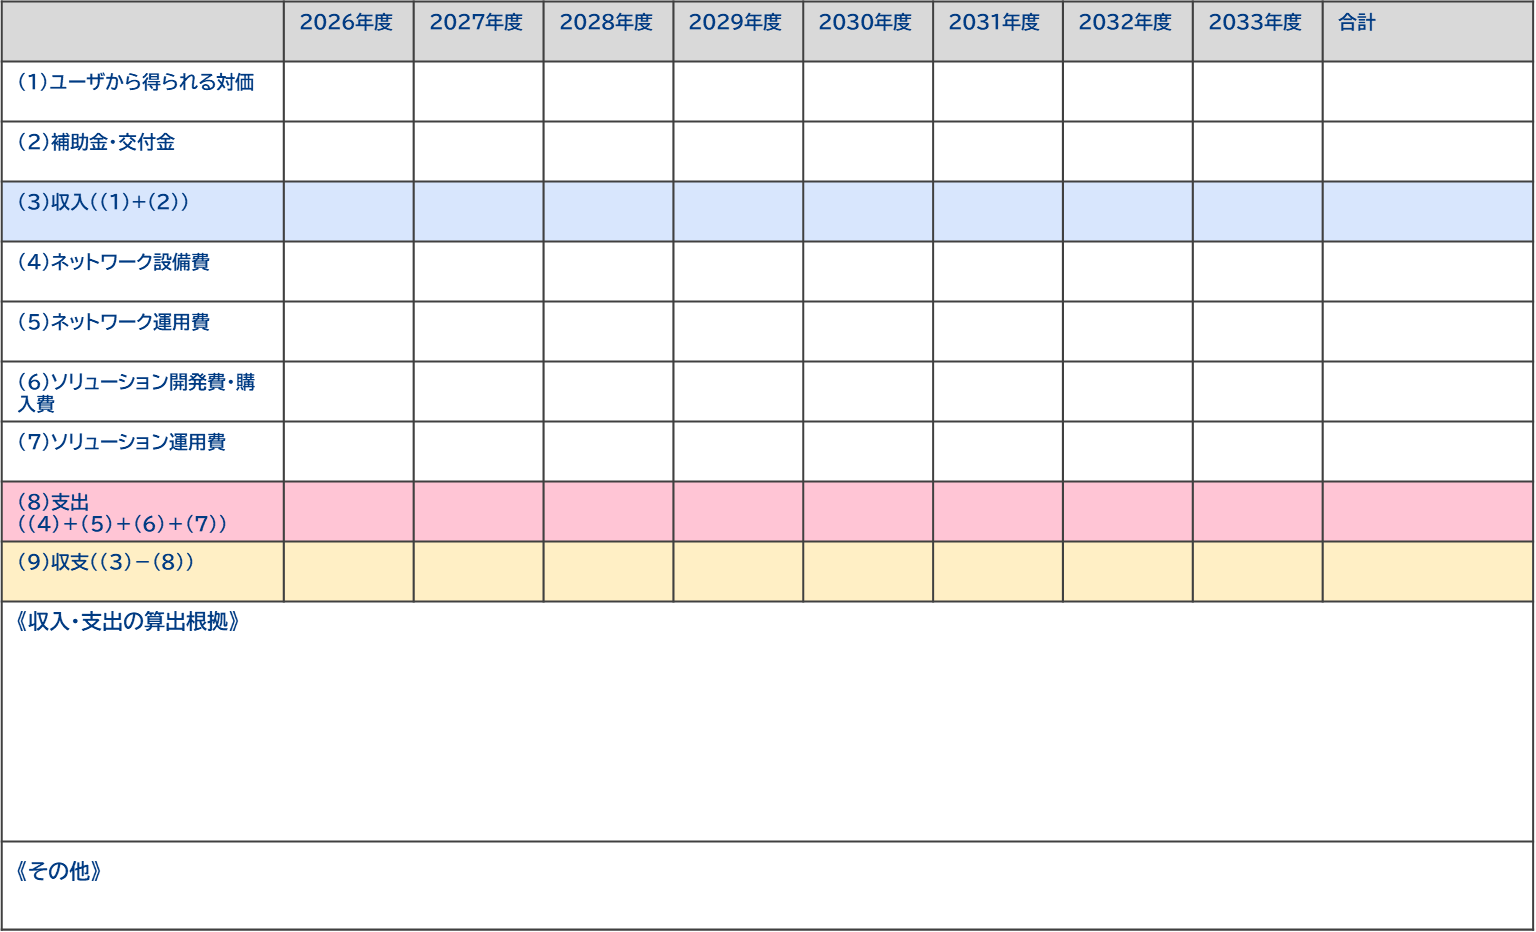 2026年度 2027年度 2028年度 2029年度 2030年度 2031年度 2032年度 2033年度 合計
(1)ユーザから得られる対価
(2)補助金・交付金
(3)収入((1)+(2))
(4)ネットワーク設備費
(5)ネットワーク運用費
(6)ソリューション開発費・購
入費
(7)ソリューション運用費
(8)支出
((4)+(5)+(6)+(7))
(9)収支((3)-(8))
《収入・支出の算出根拠》
《その他》